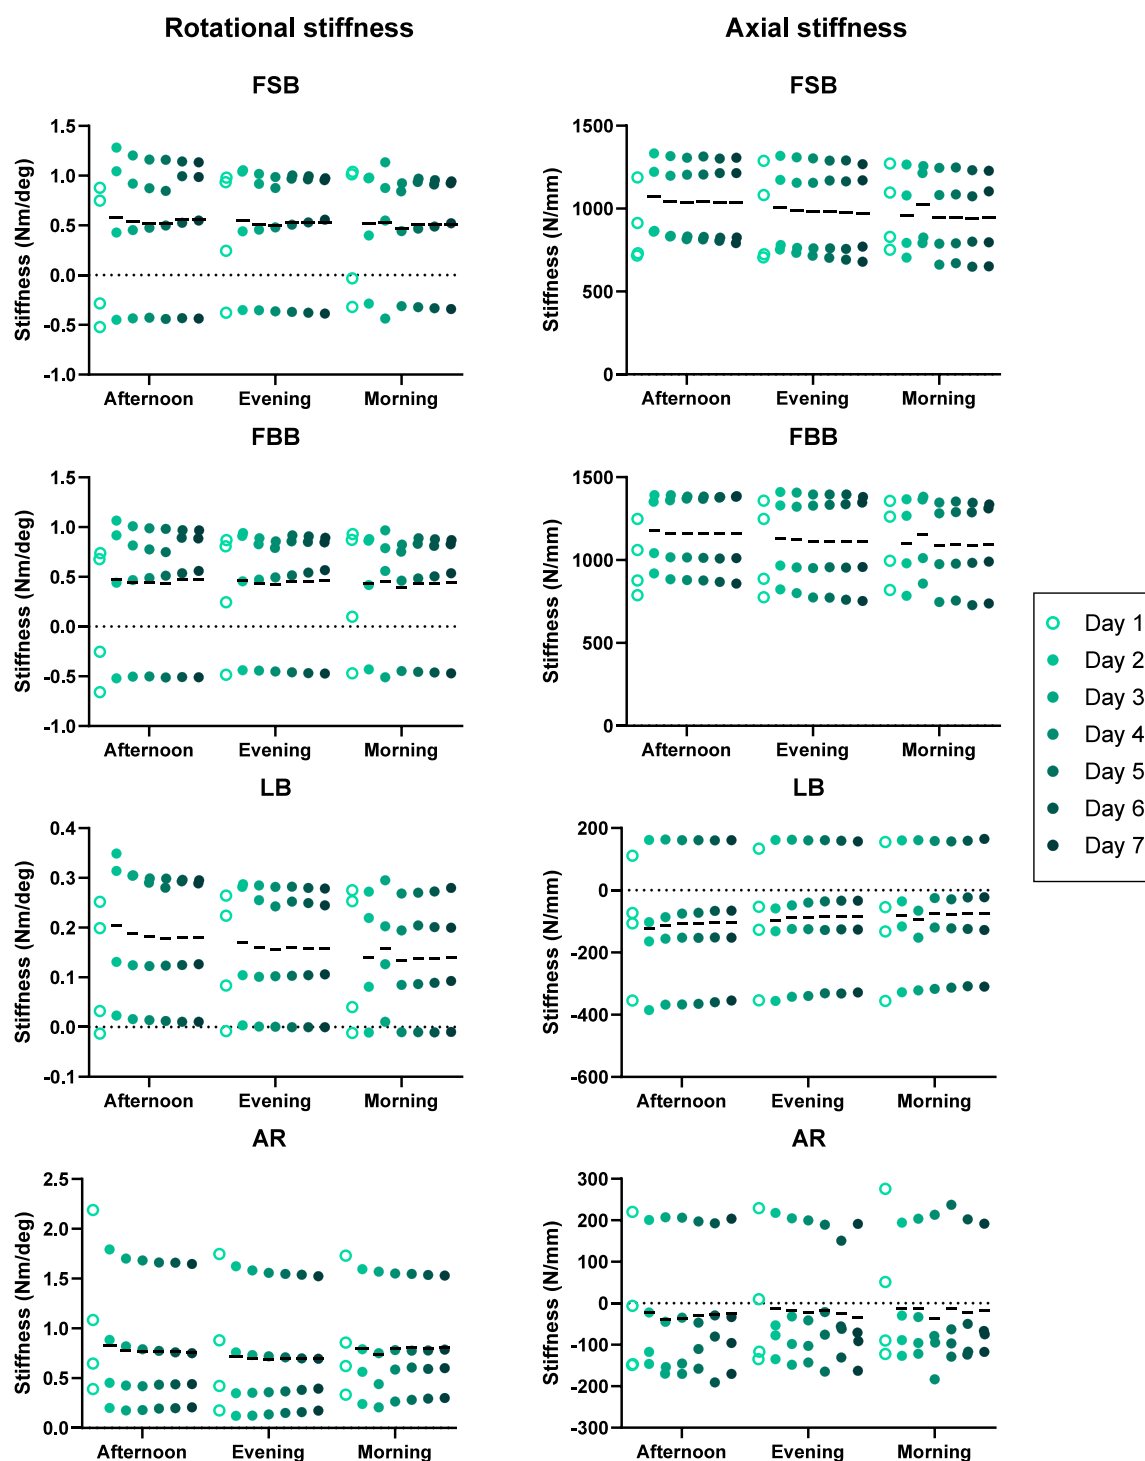 Rotational stiffness
Axial stiffness
FSB
Stiffness (Nm/deg)
1.5
1.0
0.5
0.0
-0.5
-1.0
Afternoon
Evening
Morning
FSB
Stiffness (N/mm)
1500
1000
500
0
Afternoon
Evening
Morning
FBB
Stiffness (Nm/deg)
1.5
1.0
0.5
0.0
-0.5
-1.0
Afternoon
Evening
Morning
FBB
Stiffness (N/mm)
1500
1000
500
0
Afternoon
Evening
Morning
LB
Stiffness (Nm/deg)
0.4
0.3
0.2
0.1
0.0
-0.1
Afternoon
Evening
Morning
LB
Stiffness (N/mm)
200
0
-200
-400
-600
Afternoon
Evening
Morning
AR
Stiffness (Nm/deg)
2.5
2.0
1.5
1.0
0.5
0.0
Afternoon
Evening
Morning
AR
Stiffness (N/mm)
300
200
100
0
-100
-200
-300
Afternoon
Evening
Morning
Day 1
Day 2
Day 3
Day 4
Day 5
Day 6
Day 7